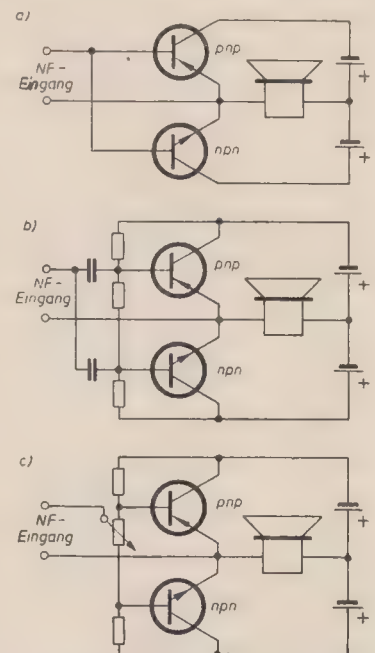 a)
pnp
NF-
Eingang
+
npn
+
b)
pnp
NF-
Eingang
+
npn
+
c)
pnp
NF-
Eingang
+
npn
+